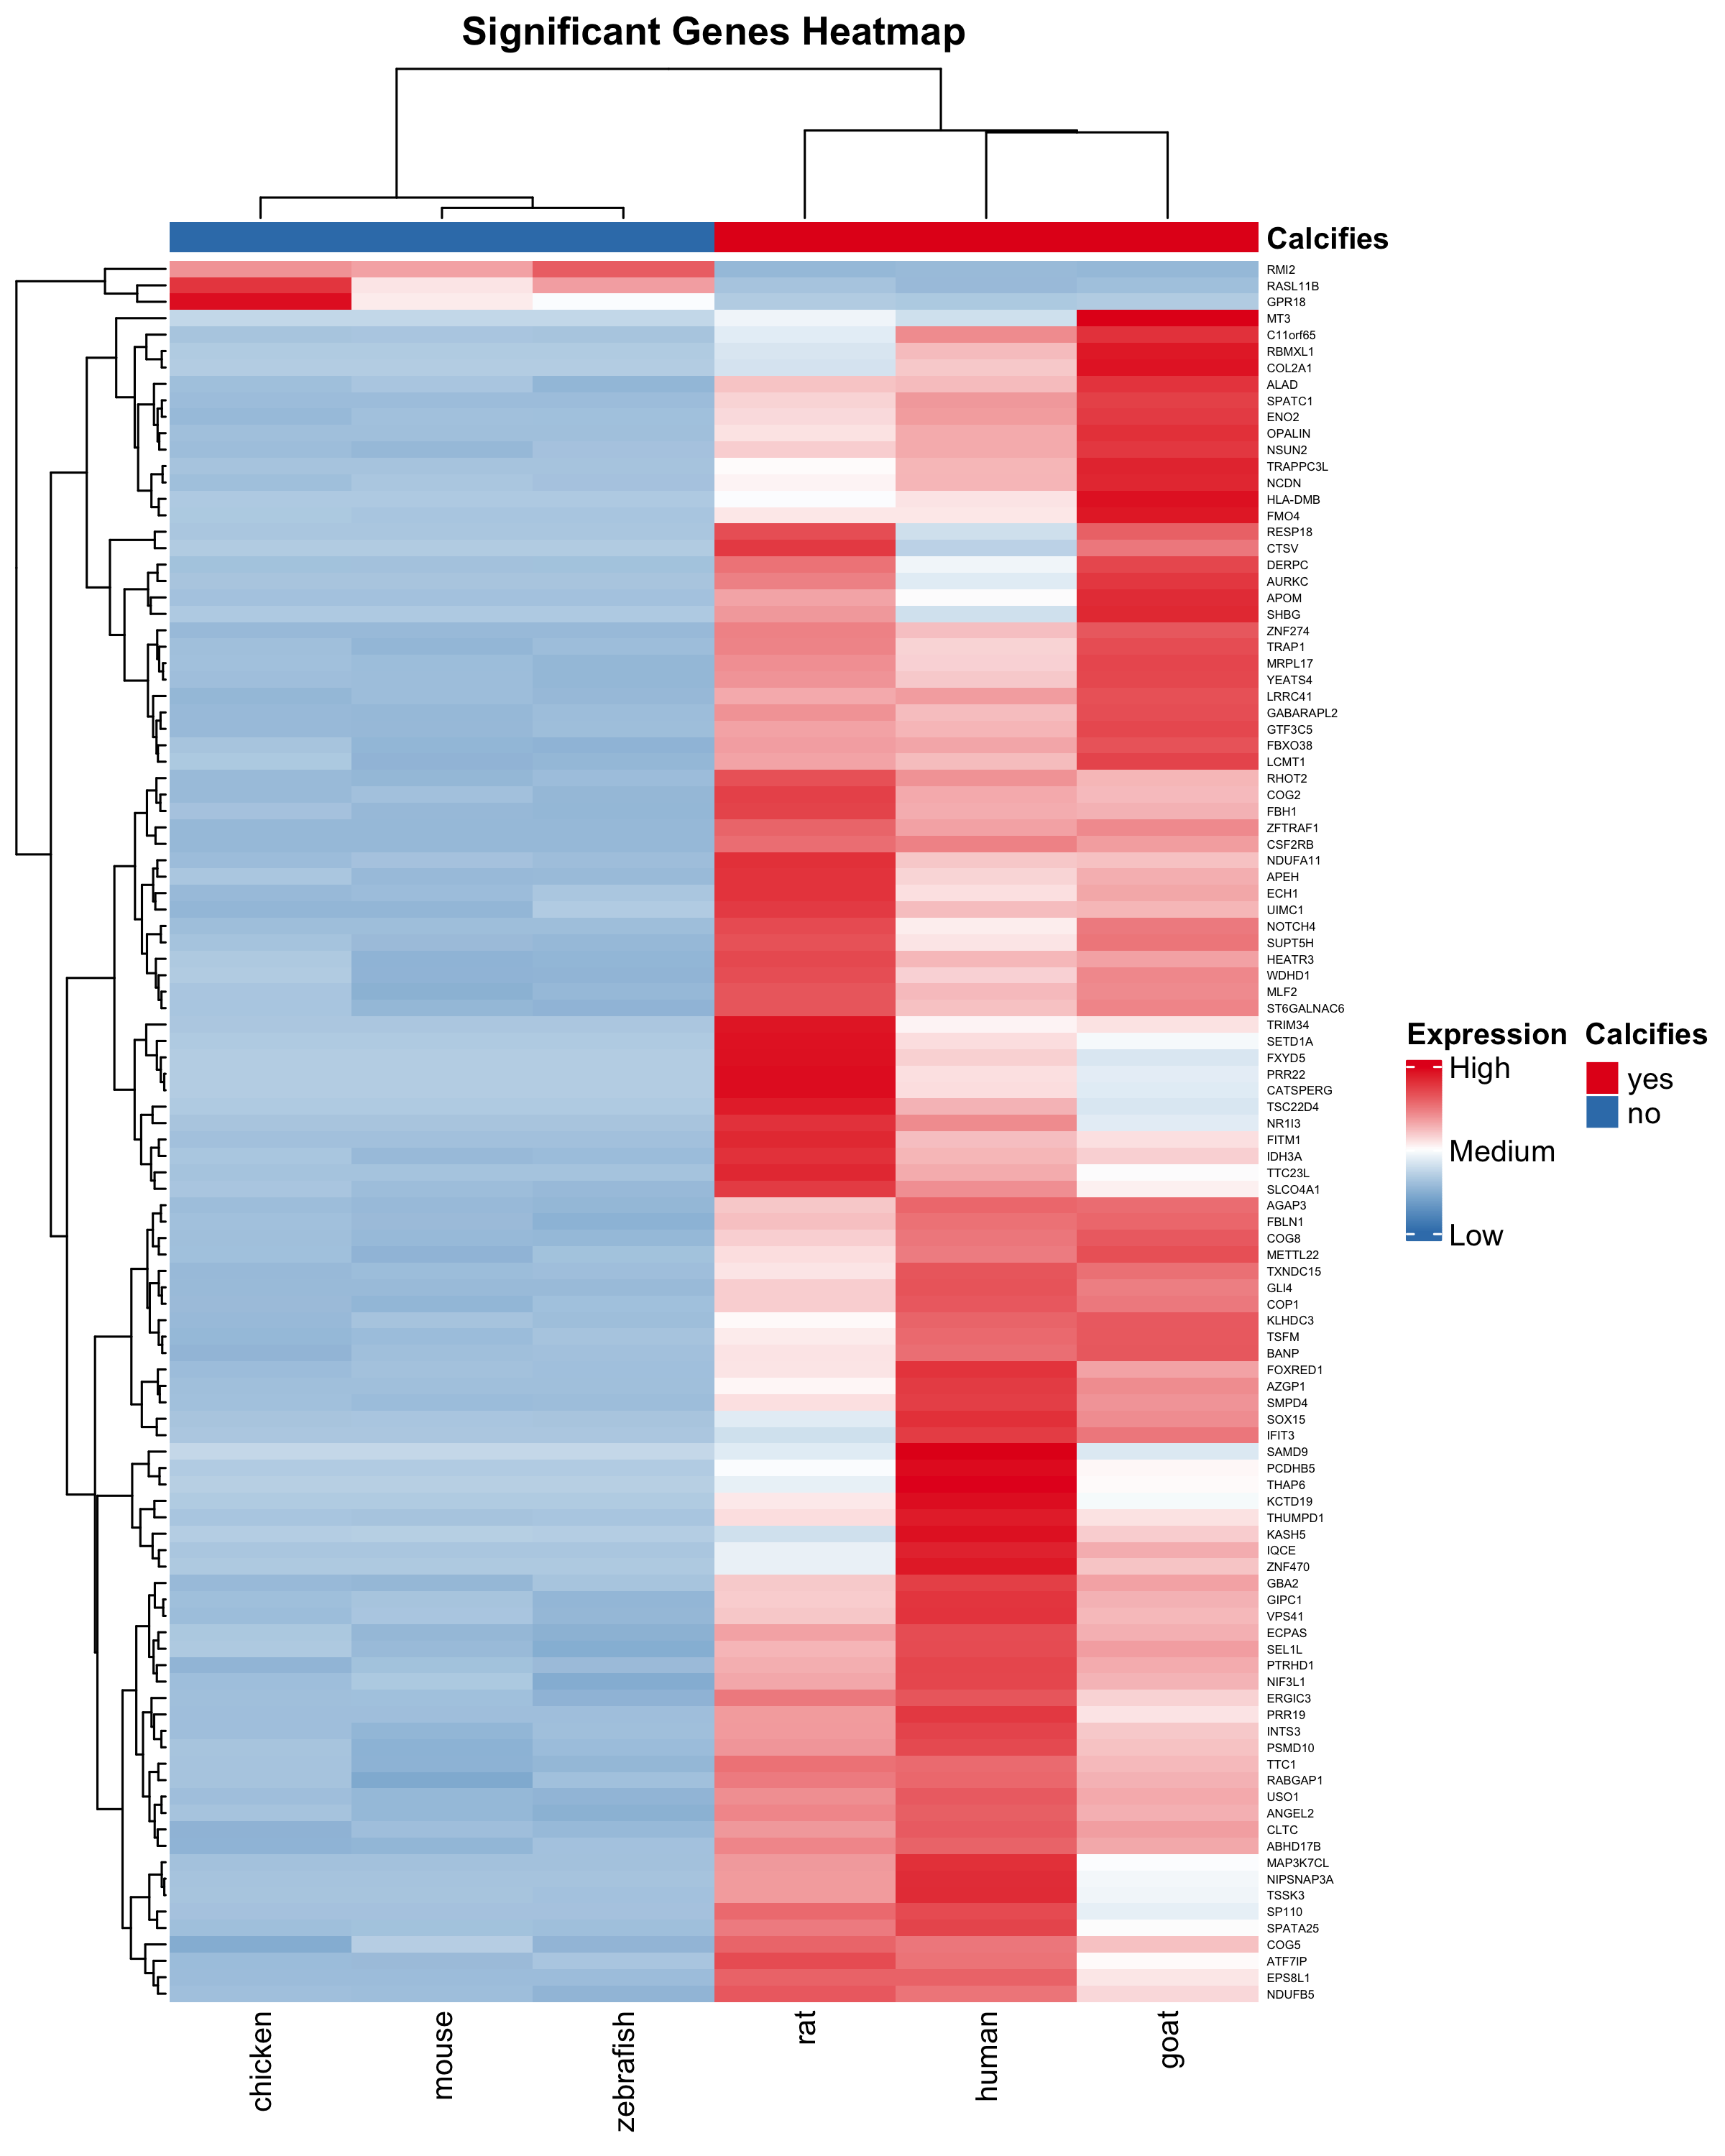 Significant Genes Heatmap
Calcifies
RMI2
RASL11B
GPR18
MT3
C11orf65
RBMXL1
COL2A1
ALAD
SPATC1
ENO2
OPALIN
NSUN2
TRAPPC3L
NCDN
HLA-DMB
FMO4
RESP18
CTSV
DERPC
AURKC
APOM
SHBG
ZNF274
TRAP1
MRPL17
YEATS4
LRRC41
GABARAPL2
GTF3C5
FBXO38
LCMT1
RHOT2
COG2
FBH1
ZFTRAF1
CSF2RB
NDUFA11
APEH
ECH1
UIMC1
NOTCH4
SUPT5H
HEATR3
WDHD1
MLF2
ST6GALNAC6
TRIM34
SETD1A
FXYD5
PRR22
CATSPERG
TSC22D4
NR1I3
FITM1
IDH3A
TTC23L
SLCO4A1
AGAP3
FBLN1
COG8
METTL22
TXNDC15
GLI4
COP1
KLHDC3
TSFM
BANP
FOXRED1
AZGP1
SMPD4
SOX15
IFIT3
SAMD9
PCDHB5
THAP6
KCTD19
THUMPD1
KASH5
IQCE
ZNF470
GBA2
GIPC1
VPS41
ECPAS
SEL1L
PTRHD1
NIF3L1
ERGIC3
PRR19
INTS3
PSMD10
TTC1
RABGAP1
USO1
ANGEL2
CLTC
ABHD17B
MAP3K7CL
NIPSNAP3A
TSSK3
SP110
SPATA25
COG5
ATF7IP
EPS8L1
NDUFB5
chicken
mouse
zebrafish
rat
human
goat
Expression
High
Medium
Low
Calcifies
yes
no